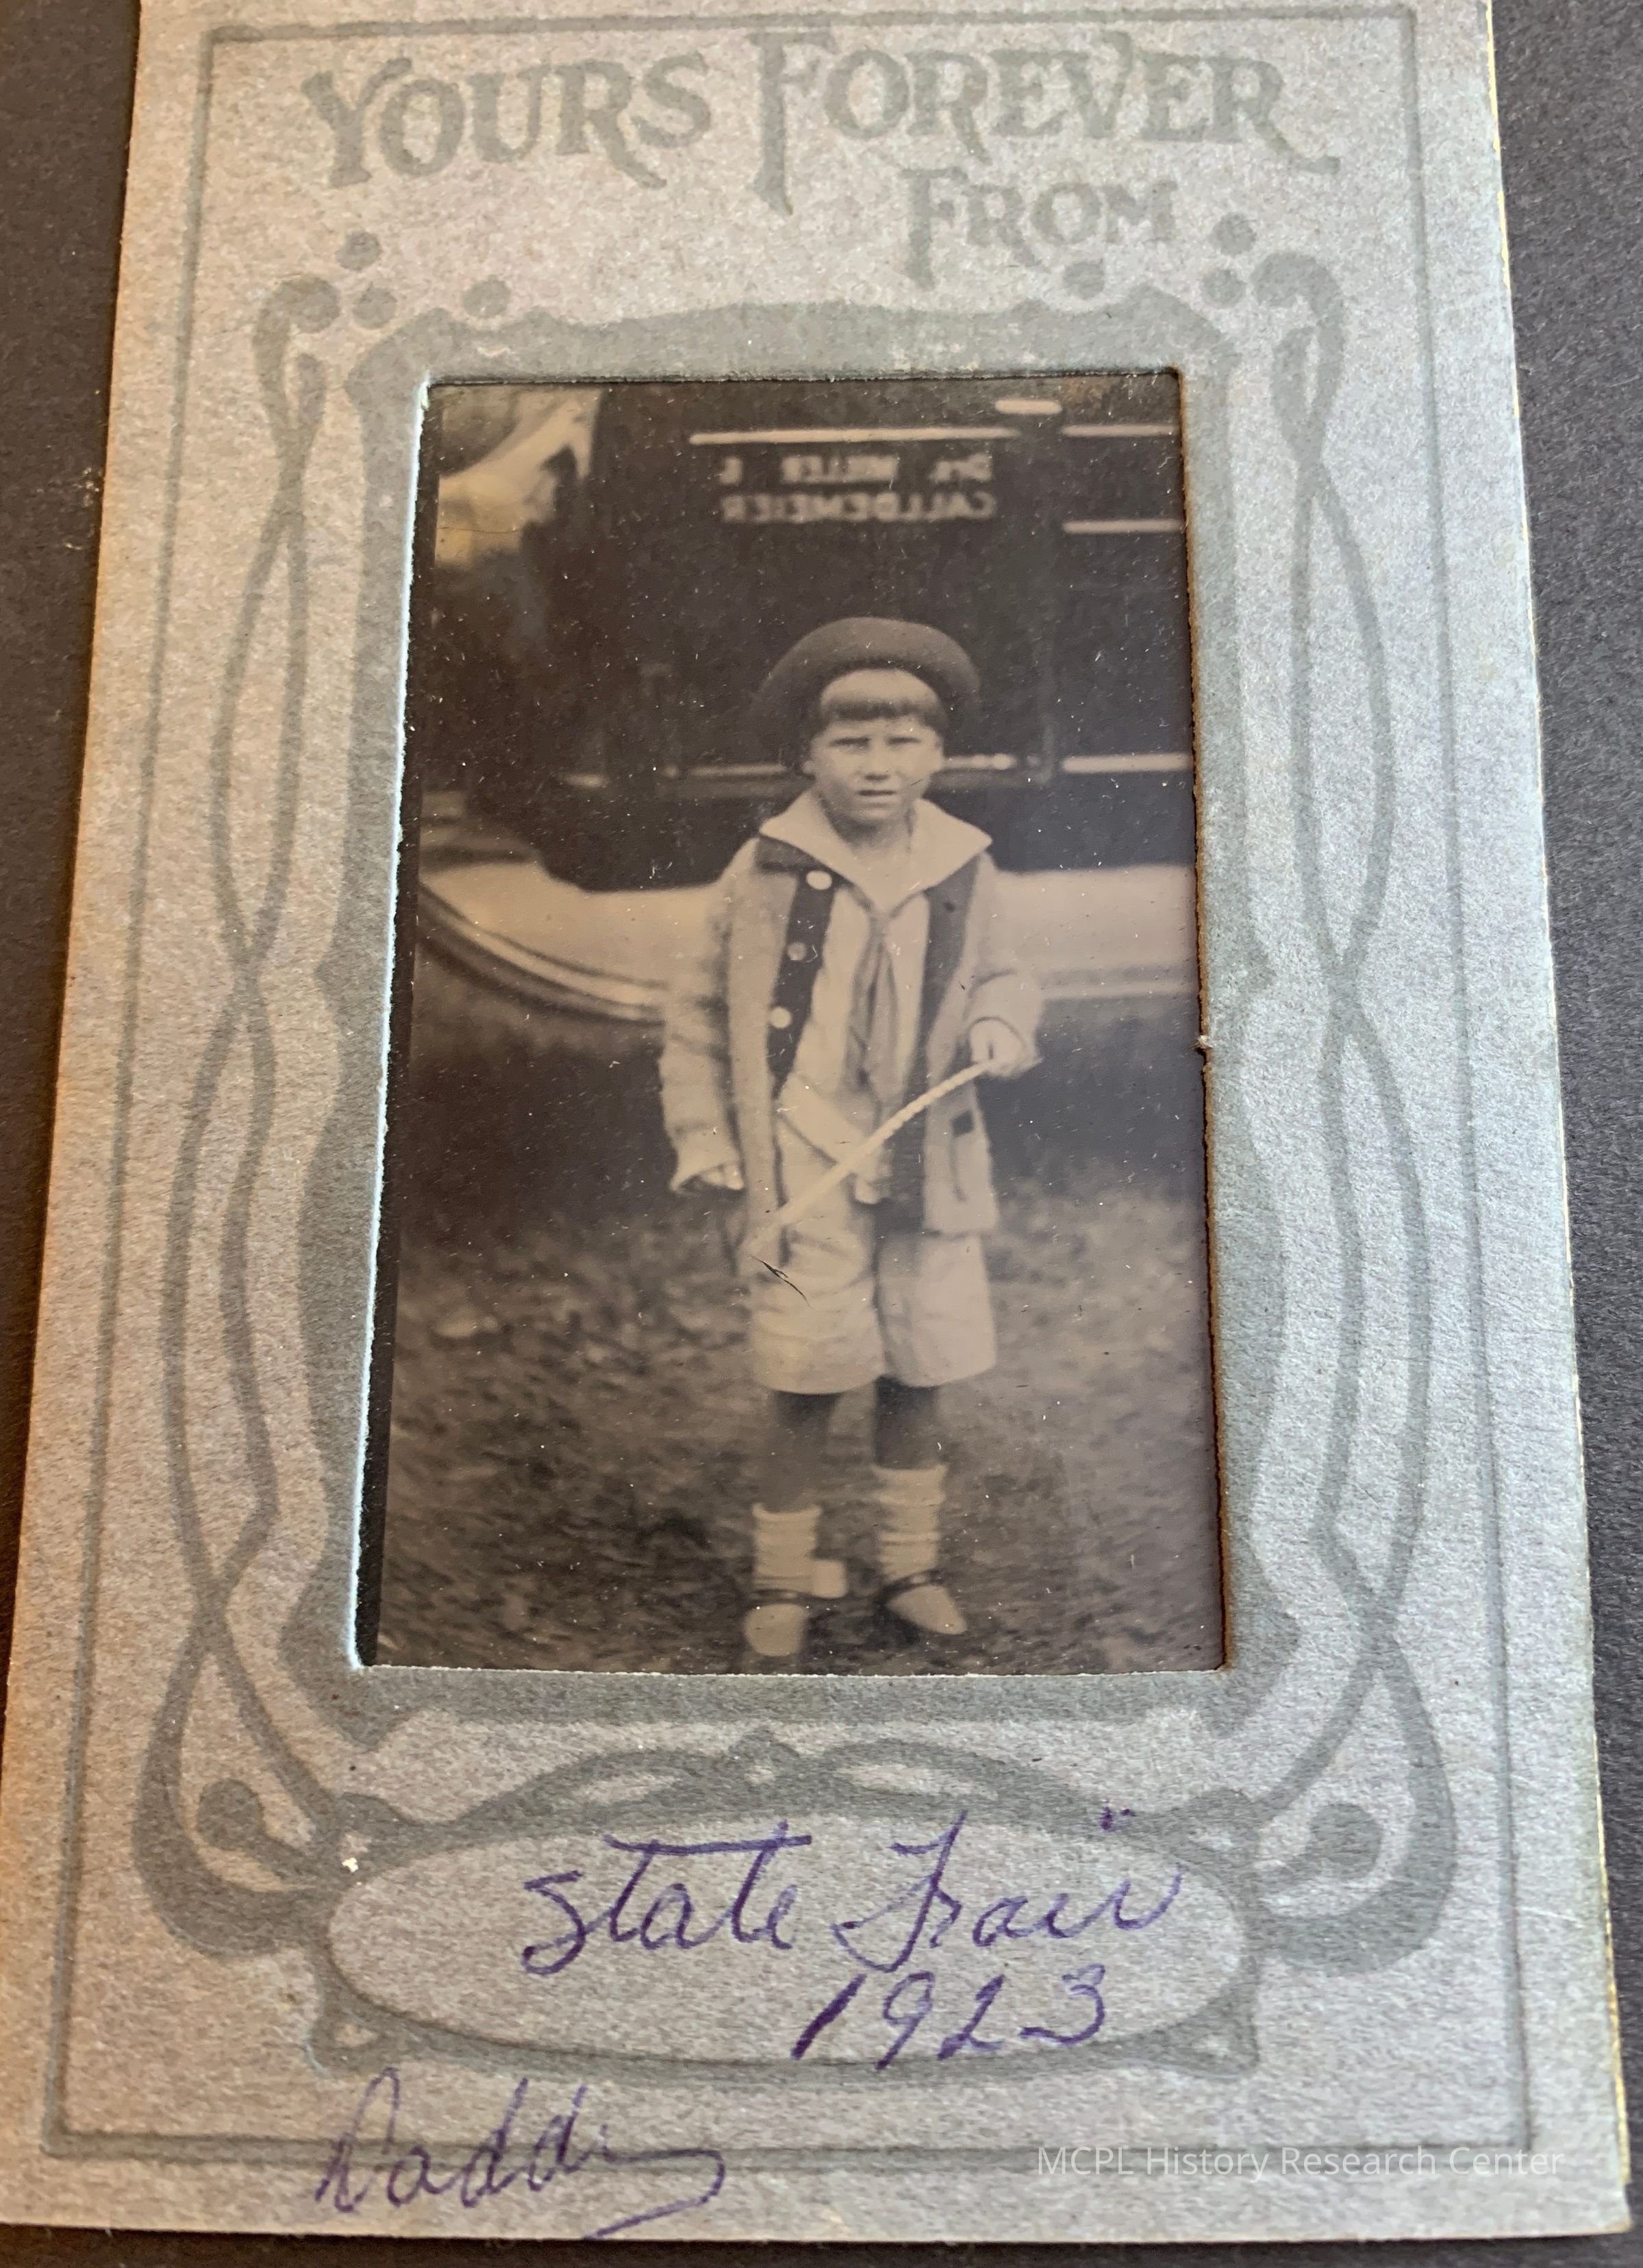 YOURS FOREVER
FROM
Drs. MILLER &
CALLDEMEIER
State Fair
1923
Daddy
MCPL History Research Center